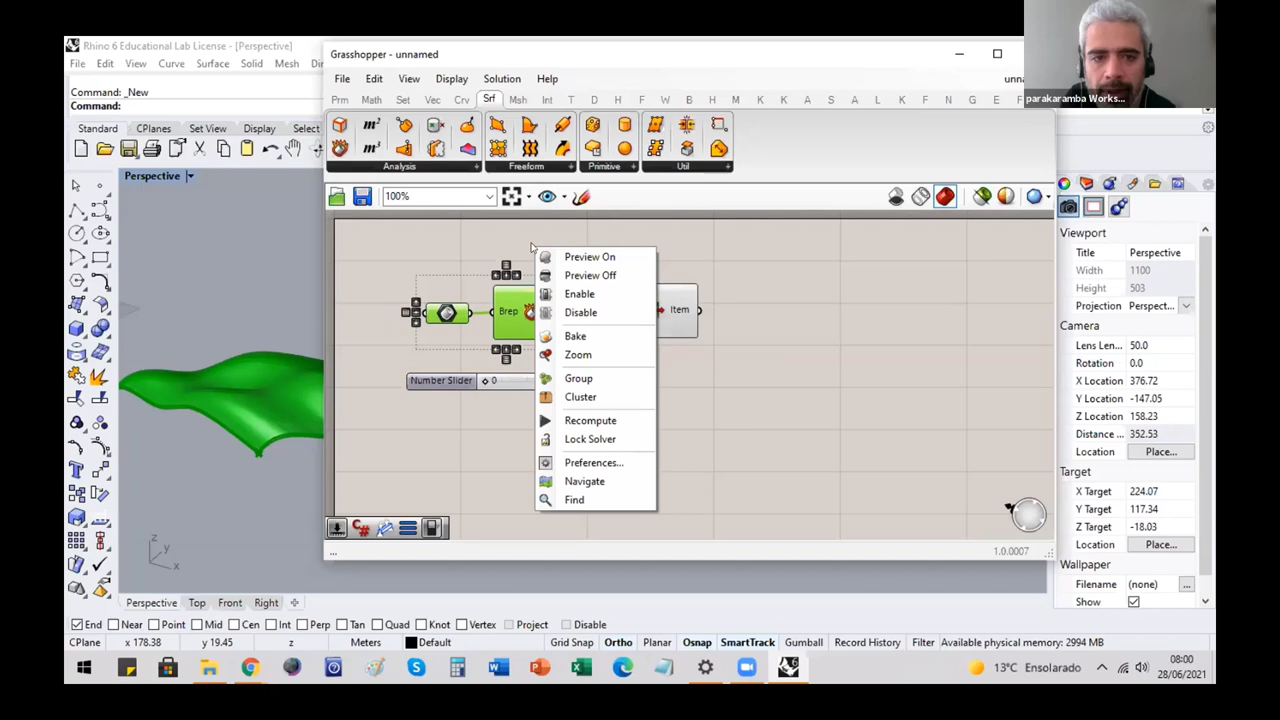 Rhino 6 Educational Lab License - [Perspective]
File Edit View Curve Surface Solid Mesh
Command: _New
Command:
Standard CPlanes Set View Display Select
Perspective
Grasshopper - unnamed
File Edit View Display Solution Help
Prm Math Set Vec Crv Srf Msh Int T D H F W B H M K K A S A L K F N G E
m² m³
Analysis Freeform Primitive Util
100%
Brep
Item
Number Slider 0
Preview On
Preview Off
Enable
Disable
Bake
Zoom
Group
Cluster
Recompute
Lock Solver
Preferences...
Navigate
Find
...
1.0.0007
parakaramba Works...
Viewport
Title Perspective
Width 1100
Height 503
Projection Perspect...
Camera
Lens Len... 50.0
Rotation 0.0
X Location 376.72
Y Location -147.05
Z Location 158.23
Distance ... 352.53
Location Place...
Target
X Target 224.07
Y Target 117.34
Z Target -18.03
Location Place...
Wallpaper
Filename (none) ...
Show
z y x
Perspective Top Front Right
End Near Point Mid Cen Int Perp Tan Quad Knot Vertex Project Disable
CPlane x 178.38 y 19.45 z Meters Default Grid Snap Ortho Planar Osnap SmartTrack Gumball Record History Filter Available physical memory: 2994 MB
13°C Ensolarado
08:00
28/06/2021